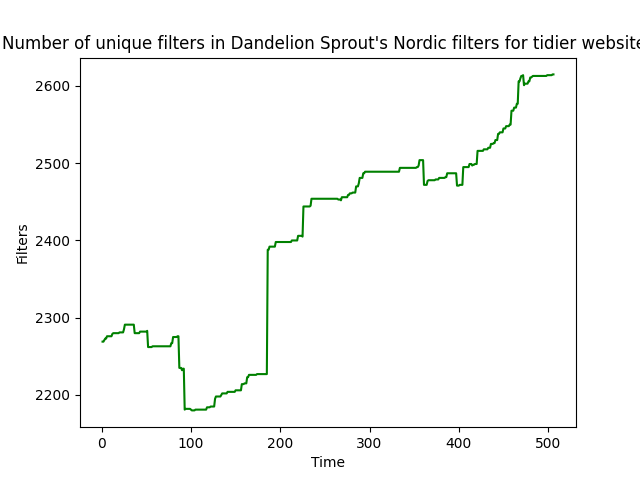 Number of unique filters in Dandelion Sprout's Nordic filters for tidier website
2600
2500
2400
2300
2200
Filters
0 100 200 300 400 500
Time